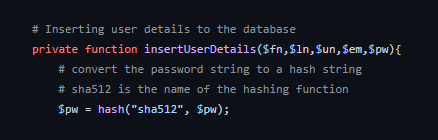 # Inserting user details to the database
private function insertUserDetails($fn,$ln,$un,$em,$pw){
# convert the password string to a hash string
# sha512 is the name of the hashing function
$pw = hash("sha512", $pw);